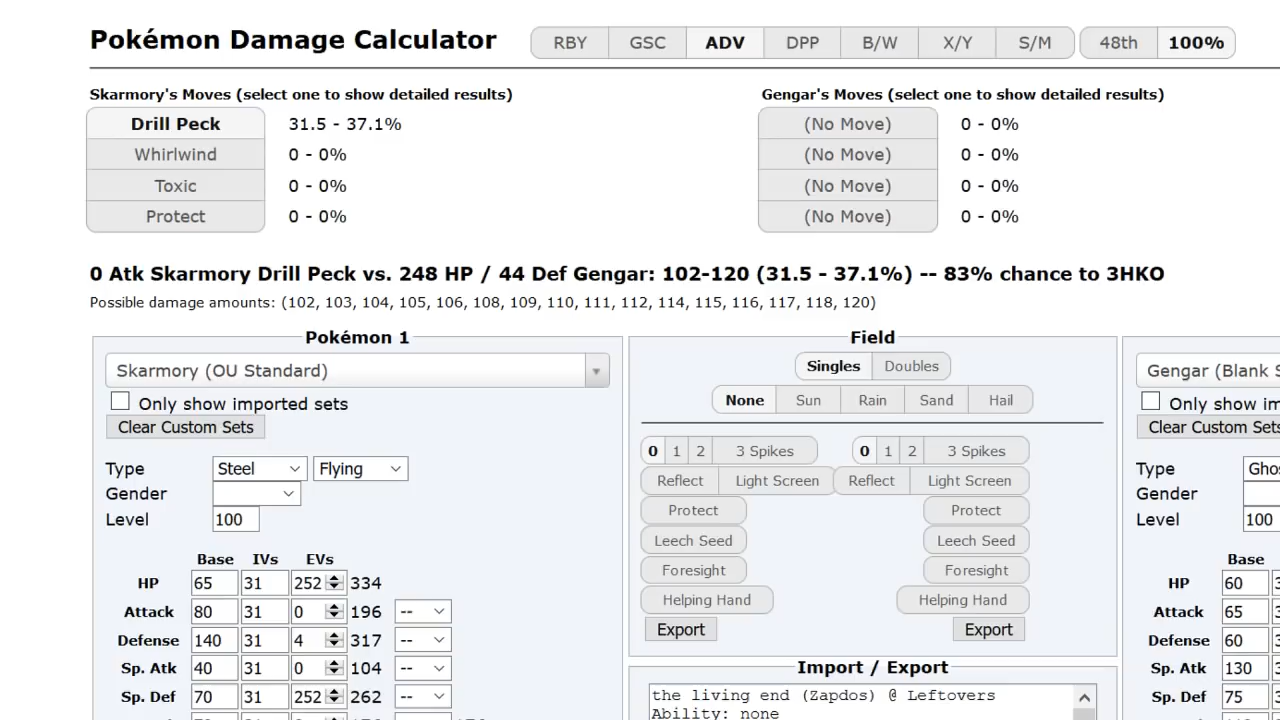 Pokémon Damage Calculator RBY GSC ADV DPP B/W X/Y S/M 48th 100%
Skarmory's Moves (select one to show detailed results) Gengar's Moves (select one to show detailed results)
Drill Peck 31.5 - 37.1% (No Move) 0 - 0%
Whirlwind 0 - 0% (No Move) 0 - 0%
Toxic 0 - 0% (No Move) 0 - 0%
Protect 0 - 0% (No Move) 0 - 0%
0 Atk Skarmory Drill Peck vs. 248 HP / 44 Def Gengar: 102-120 (31.5 - 37.1%) -- 83% chance to 3HKO
Possible damage amounts: (102, 103, 104, 105, 106, 108, 109, 110, 111, 112, 114, 115, 116, 117, 118, 120)
Pokémon 1
Skarmory (OU Standard)
Only show imported sets
Clear Custom Sets
Type Steel Flying
Gender
Level 100
Base IVs EVs
HP 65 31 252 334
Attack 80 31 0 196 --
Defense 140 31 4 317 --
Sp. Atk 40 31 0 104 --
Sp. Def 70 31 252 262 --
Field
Singles Doubles
None Sun Rain Sand Hail
0 1 2 3 Spikes 0 1 2 3 Spikes
Reflect Light Screen Reflect Light Screen
Protect Protect
Leech Seed Leech Seed
Foresight Foresight
Helping Hand Helping Hand
Export Export
Import / Export
the living end (Zapdos) @ Leftovers
Ability: none
Gengar (Blank
Only show
Clear Custom Sets
Type
Gender
Level 100
Base
HP 60
Attack 65
Defense 60
Sp. Atk 130
Sp. Def 75